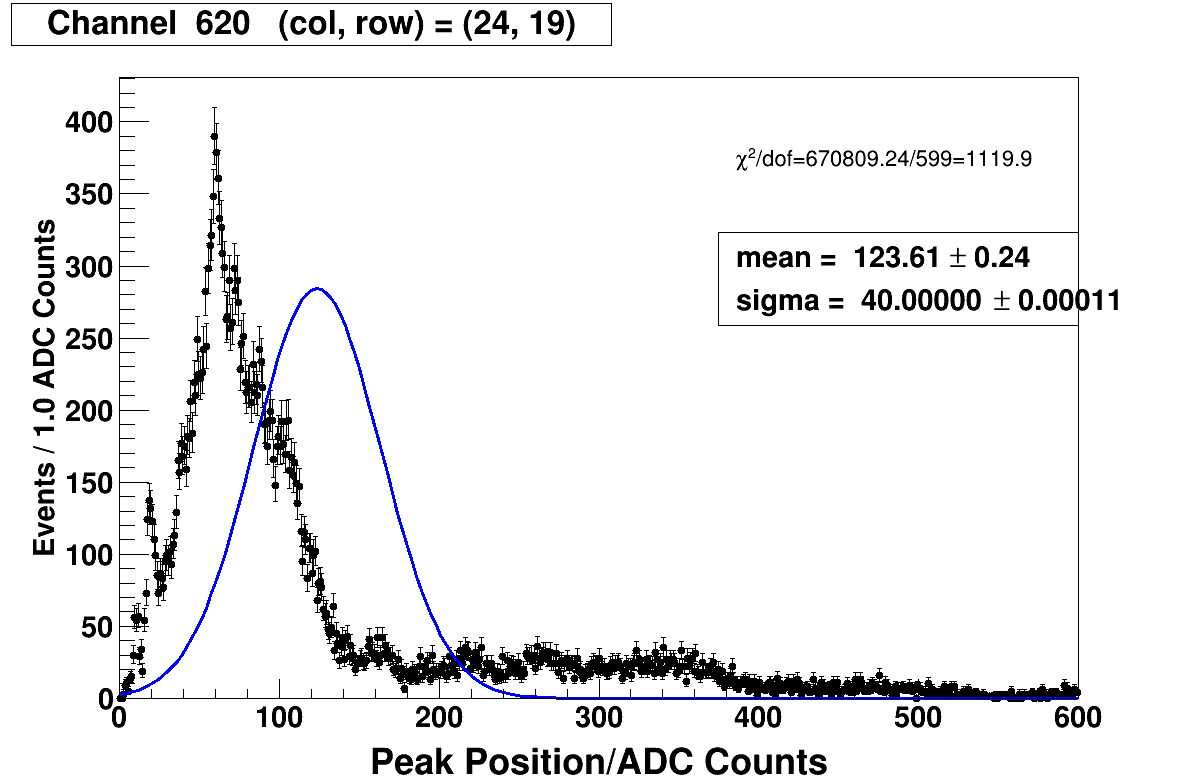 Channel 620 (col, row) = (24, 19)
400
350
300
250
200
150
100
50
0
Events / 1.0 ADC Counts
χ²/dof=670809.24/599=1119.9
mean = 123.61 ± 0.24
sigma = 40.00000 ± 0.00011
0 100 200 300 400 500 600
Peak Position/ADC Counts